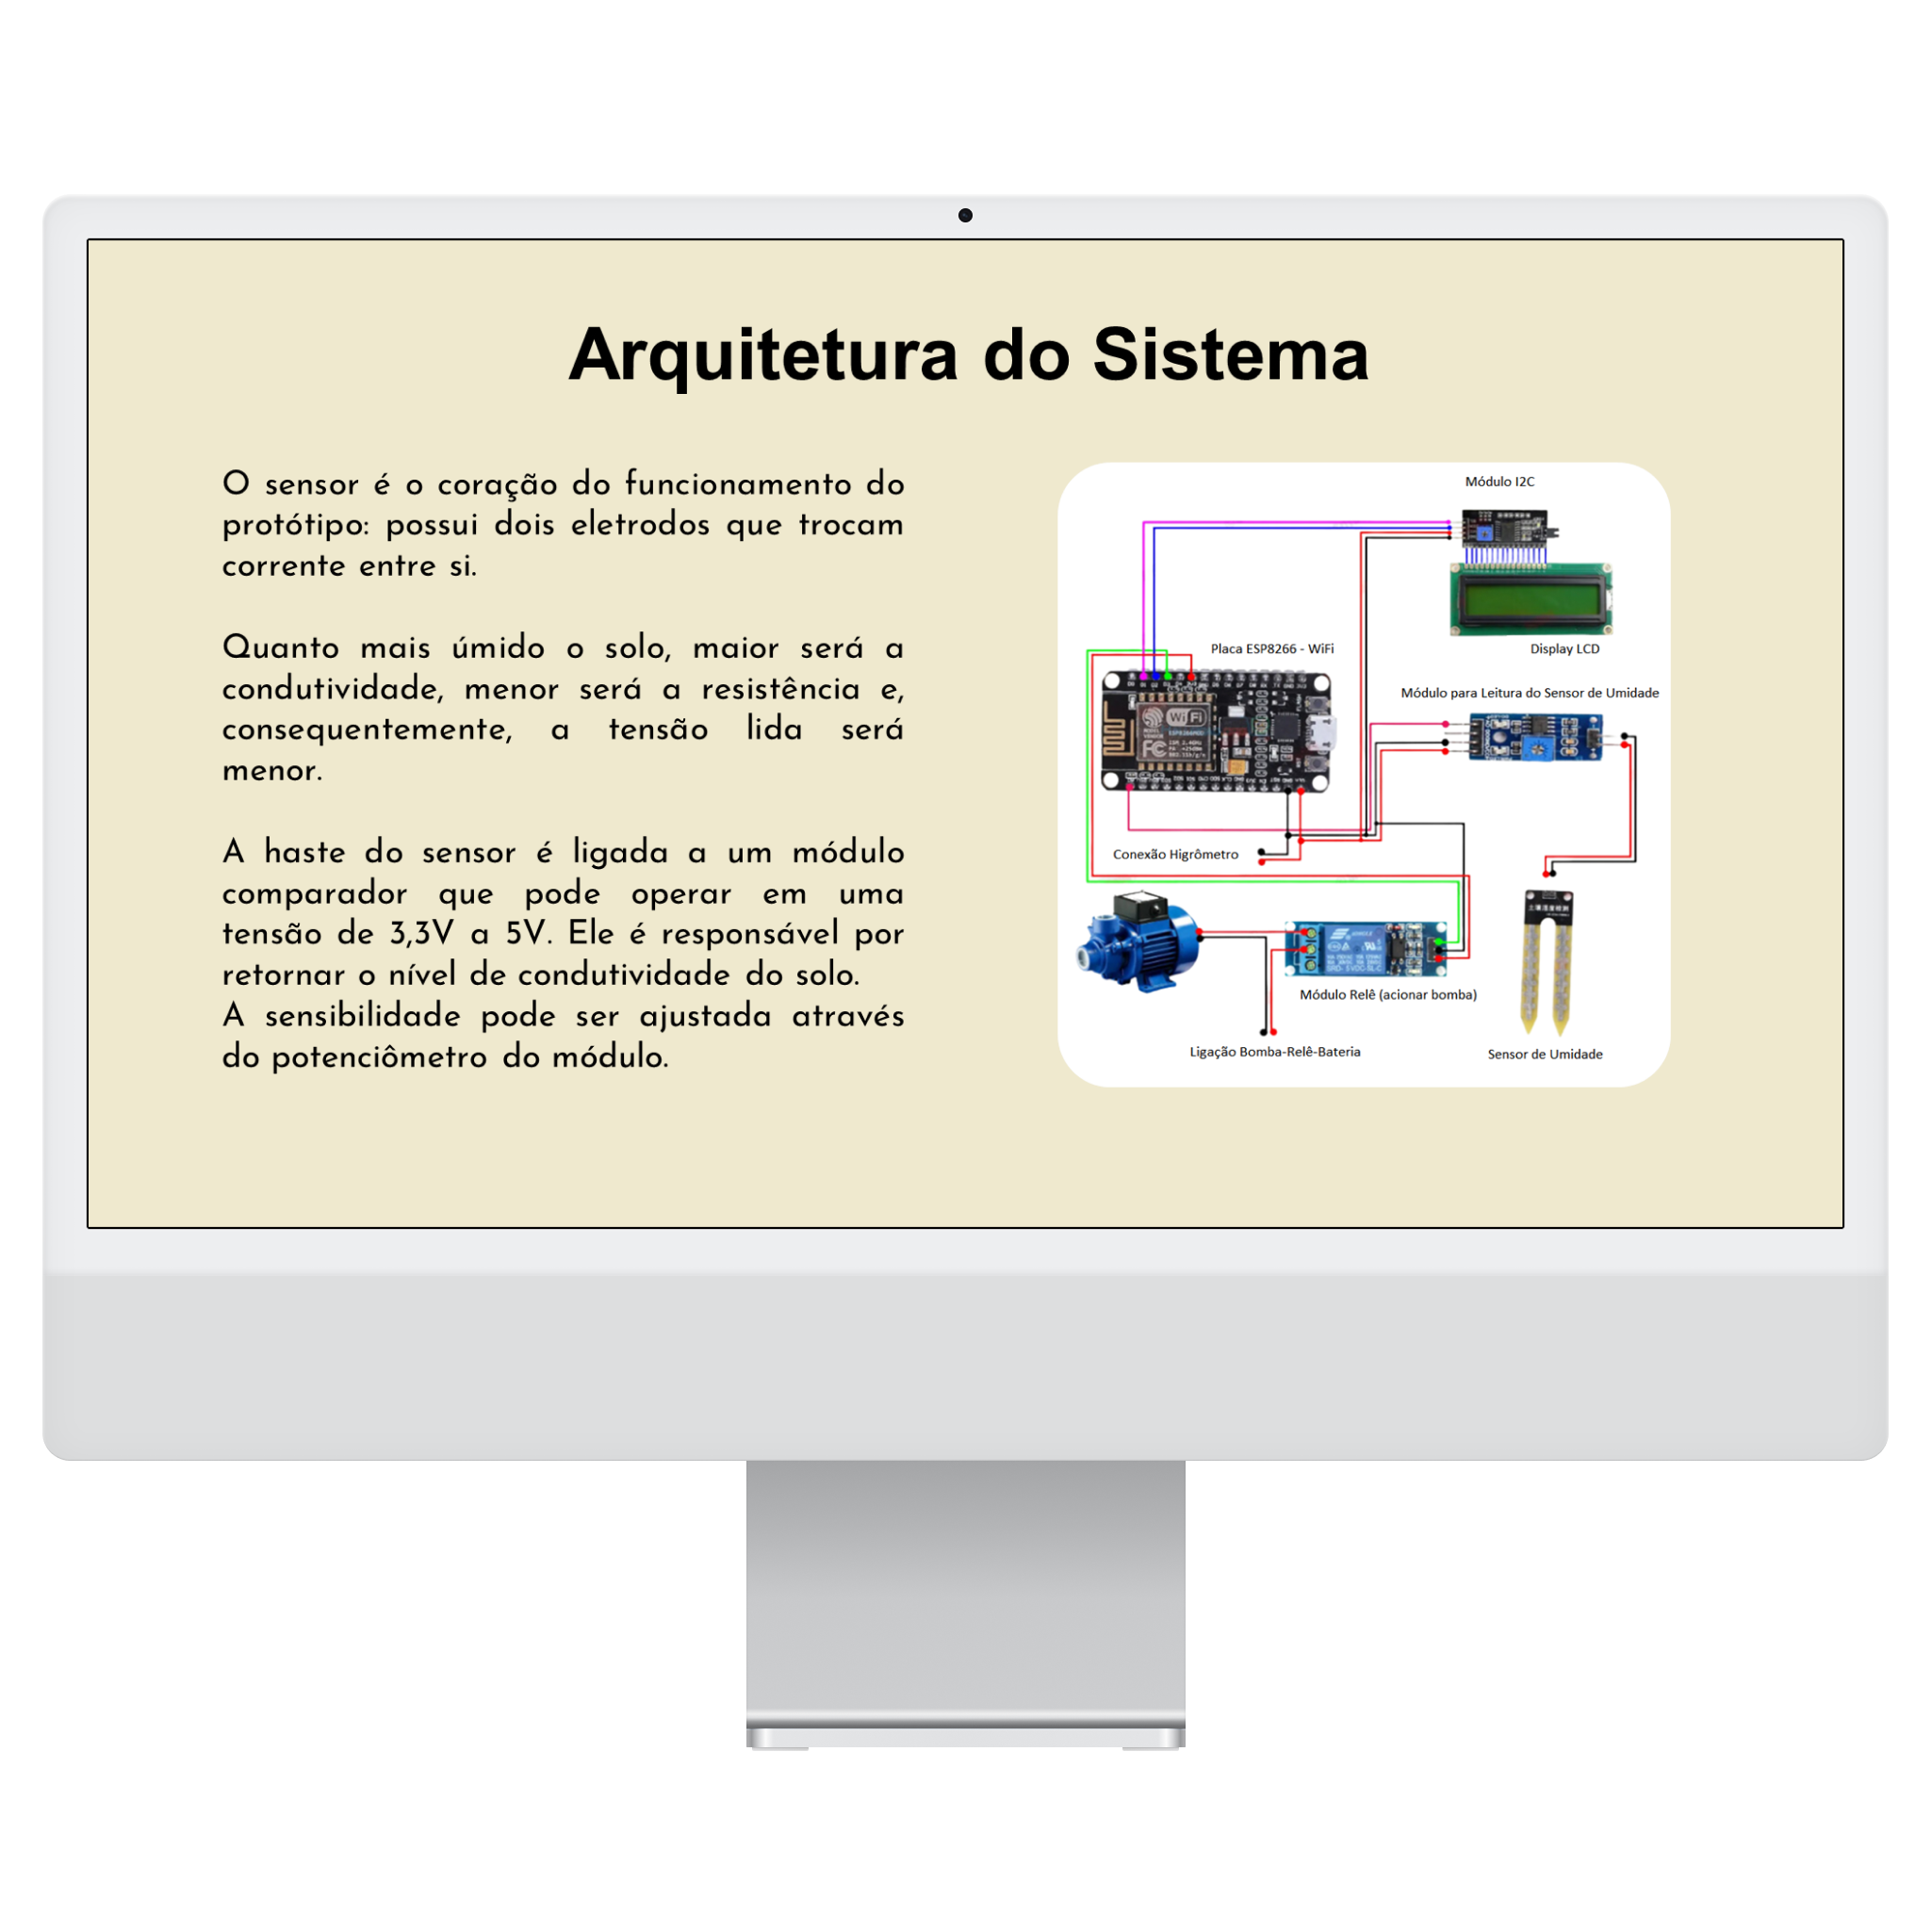 Arquitetura do Sistema
O sensor é o coração do funcionamento do
protótipo: possui dois eletrodos que trocam
corrente entre si.
Quanto mais úmido o solo, maior será a
condutividade, menor será a resistência e,
consequentemente, a tensão lida será
menor.
A haste do sensor é ligada a um módulo
comparador que pode operar em uma
tensão de 3,3V a 5V. Ele é responsável por
retornar o nível de condutividade do solo.
A sensibilidade pode ser ajustada através
do potenciômetro do módulo.
Módulo I2C
Display LCD
Placa ESP8266 - WiFi
Módulo para Leitura do Sensor de Umidade
WiFi
FC
Conexão Higrômetro
Módulo Relê (acionar bomba)
Ligação Bomba-Relê-Bateria
Sensor de Umidade